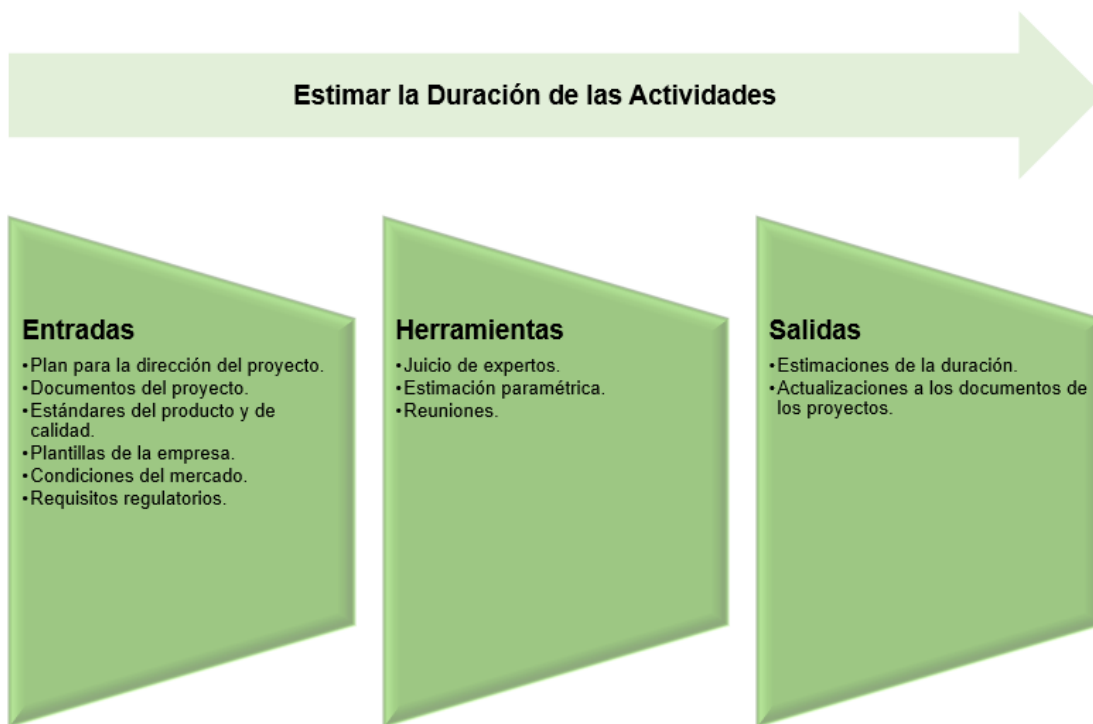 Estimar la Duración de las Actividades
Entradas
•Plan para la dirección del proyecto.
•Documentos del proyecto.
•Estándares del producto y de
calidad.
•Plantillas de la empresa.
•Condiciones del mercado.
•Requisitos regulatorios.
Herramientas
•Juicio de expertos.
•Estimación paramétrica.
•Reuniones.
Salidas
•Estimaciones de la duración.
•Actualizaciones a los documentos de
los proyectos.